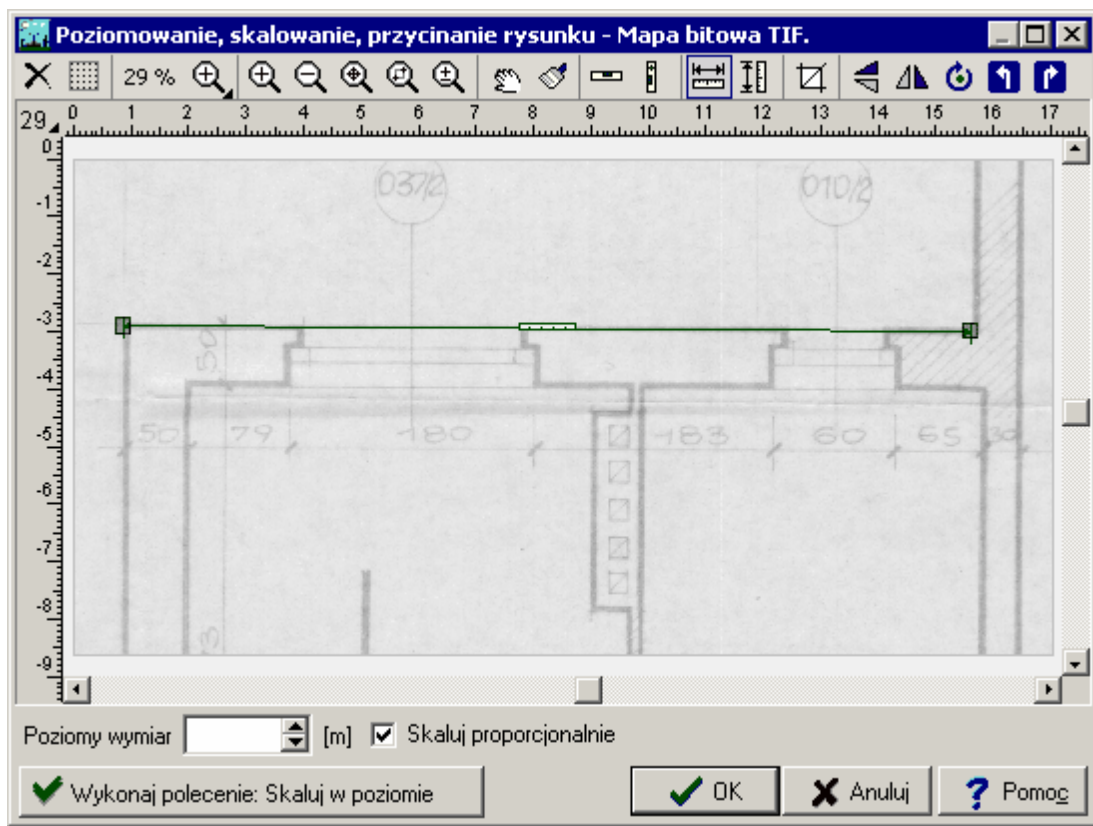 Poziomowanie, skalowanie, przycinanie rysunku - Mapa bitowa TIF.
29 %
29 0 1 2 3 4 5 6 7 8 9 10 11 12 13 14 15 16 17
0
-1
-2
-3
-4
-5
-6
-7
-8
-9
037/2 010/2
50
50 79 180 183 60 65 30
3
Poziomy wymiar [m] Skaluj proporcjonalnie
Wykonaj polecenie: Skaluj w poziomie OK Anuluj Pomoc